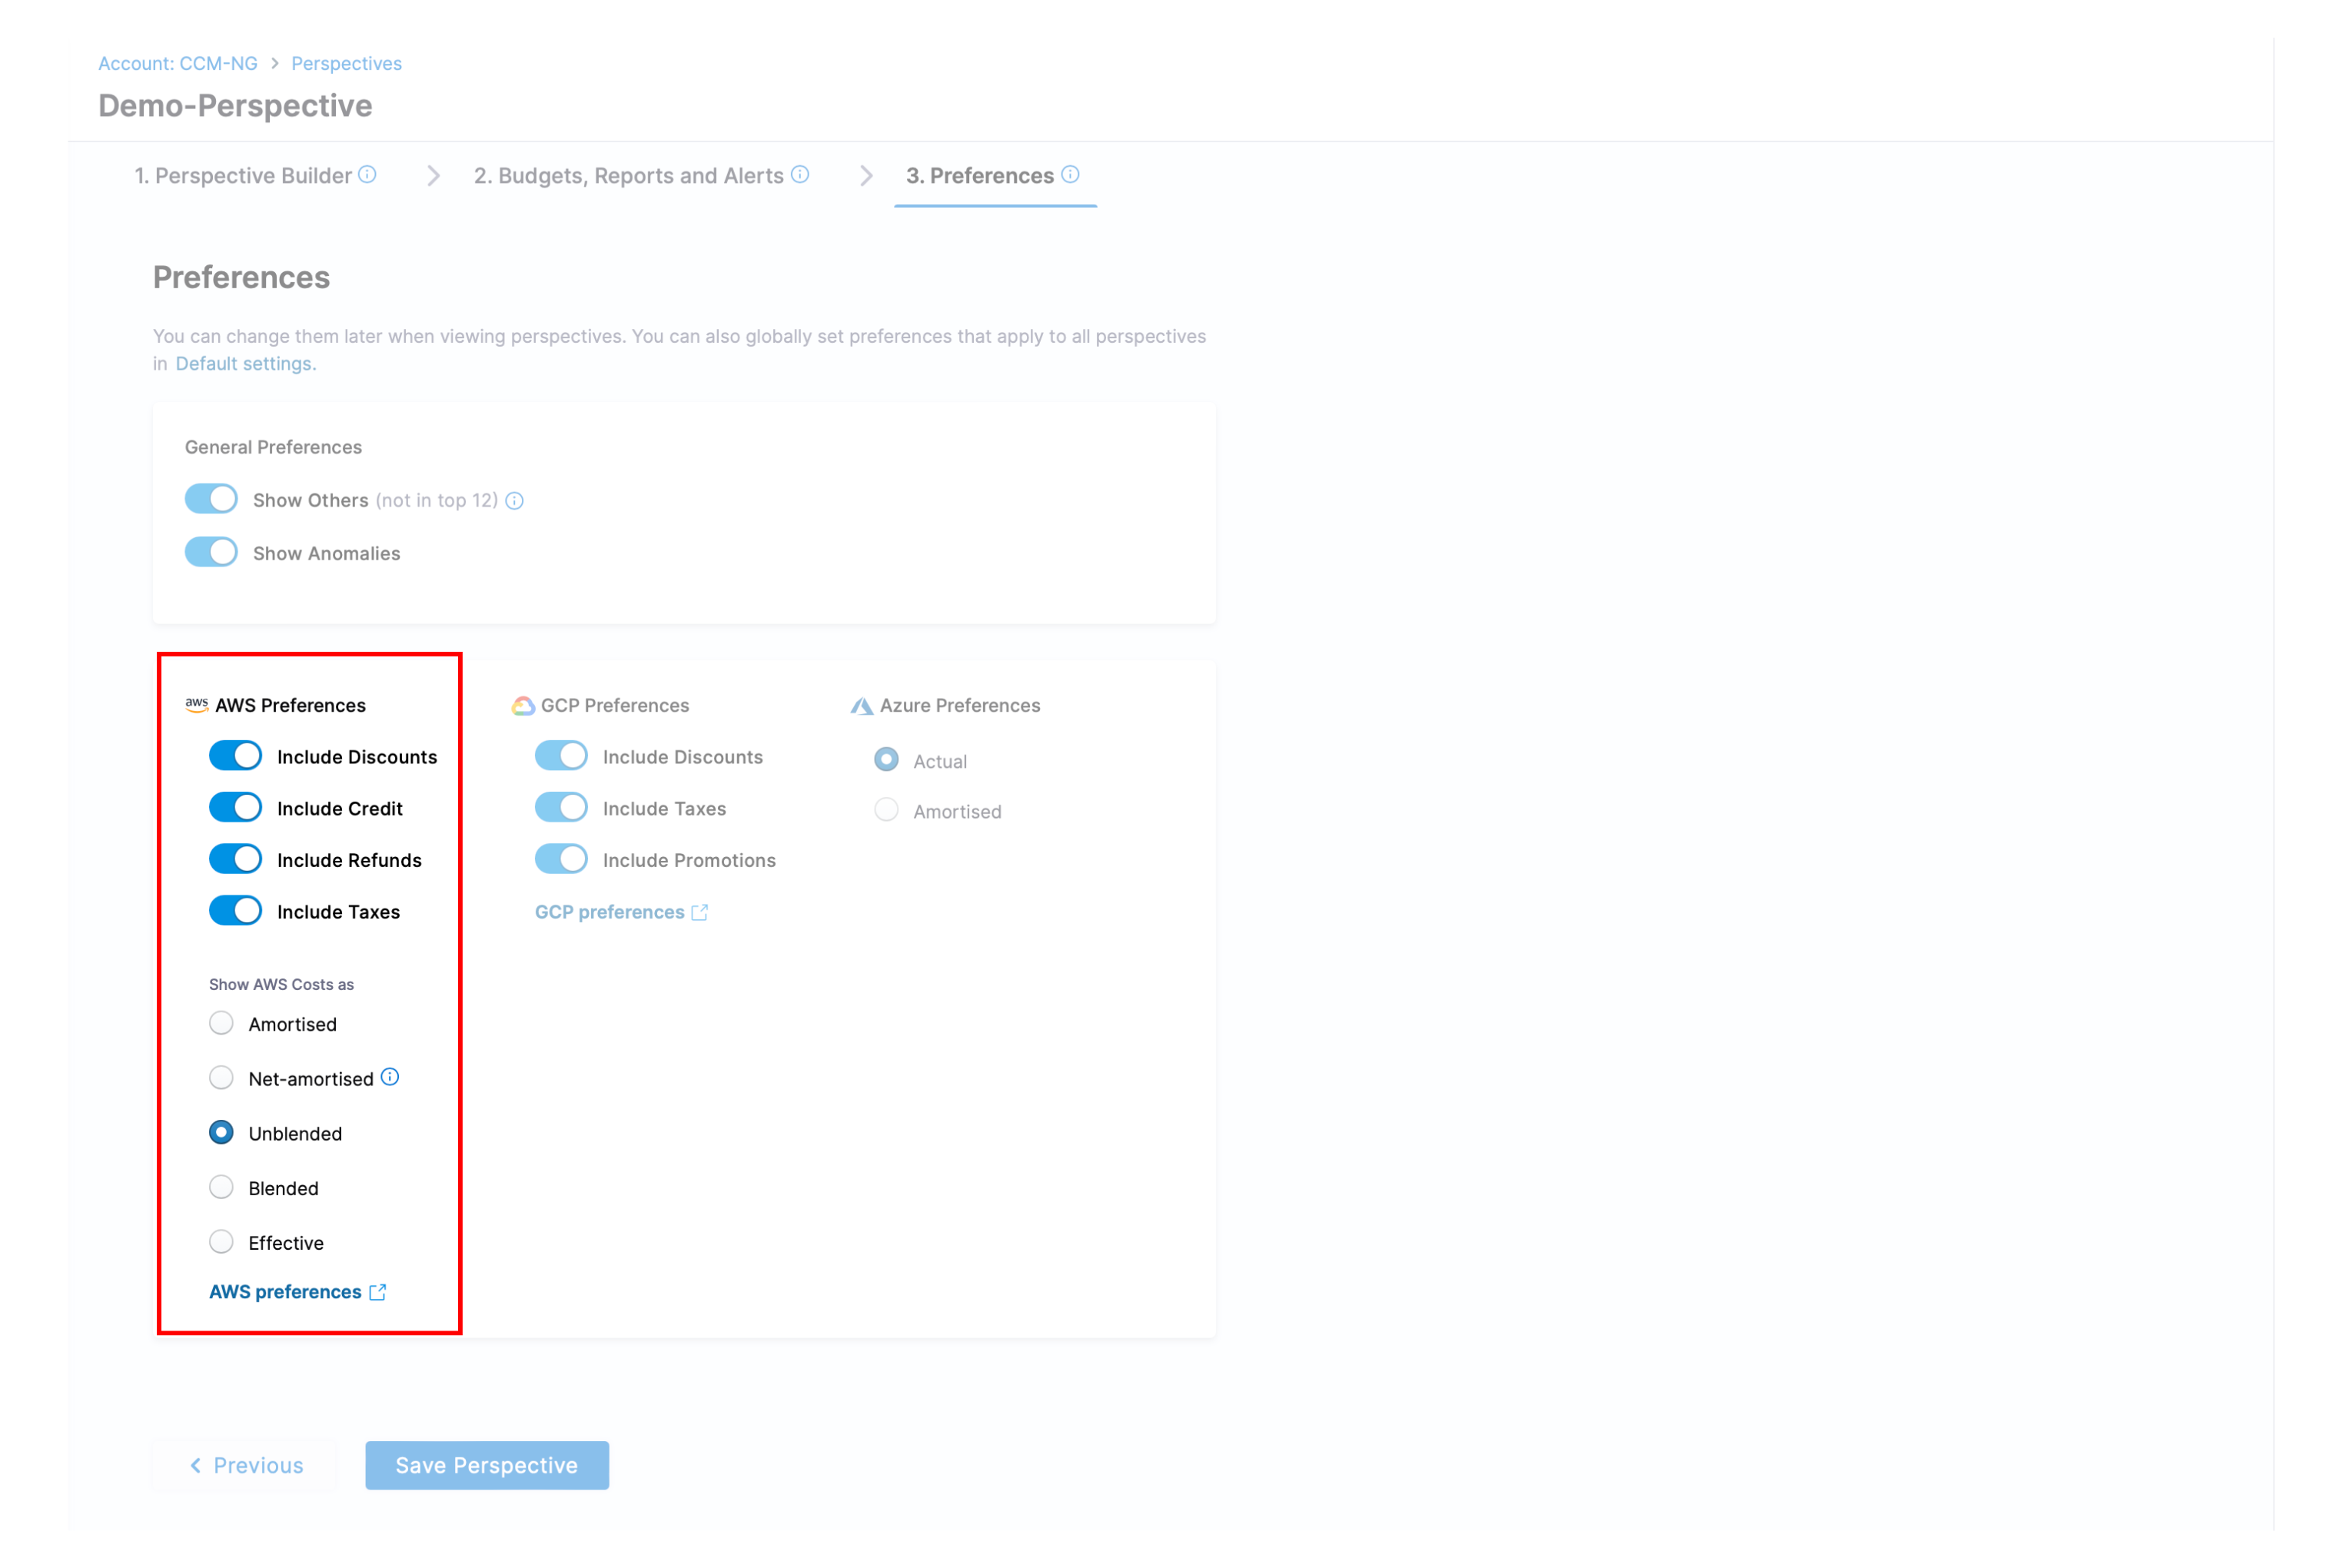 Account: CCM-NG > Perspectives
Demo-Perspective
1. Perspective Builder > 2. Budgets, Reports and Alerts > 3. Preferences
Preferences
You can change them later when viewing perspectives. You can also globally set preferences that apply to all perspectives
in Default settings.
General Preferences
Show Others (not in top 12)
Show Anomalies
aws AWS Preferences
Include Discounts
Include Credit
Include Refunds
Include Taxes
Show AWS Costs as
Amortised
Net-amortised
Unblended
Blended
Effective
AWS preferences
GCP Preferences
Include Discounts
Include Taxes
Include Promotions
GCP preferences
Azure Preferences
Actual
Amortised
< Previous
Save Perspective